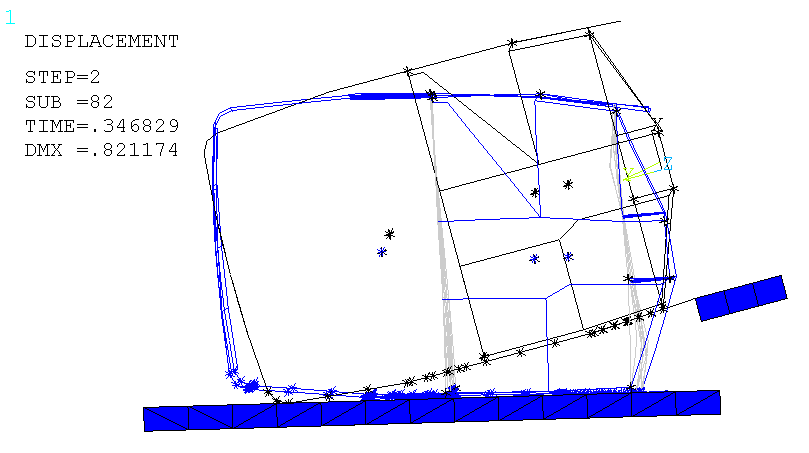 1
DISPLACEMENT
STEP=2
SUB =82
TIME=.346829
DMX =.821174
Y
Z
X